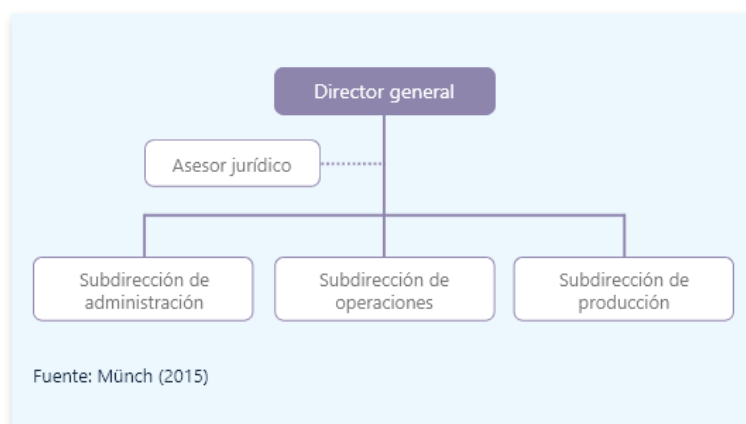 Director general
Asesor jurídico
Subdirección de
administración
Subdirección de
operaciones
Subdirección de
producción
Fuente: Münch (2015)